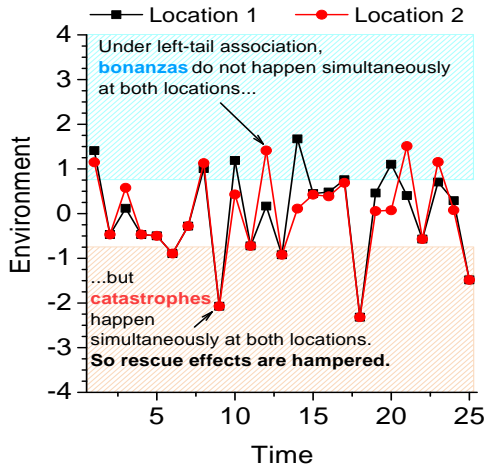 Location 1 Location 2
Under left-tail association,
bonanzas do not happen simultaneously
at both locations...
...but
catastrophes
happen
simultaneously at both locations.
So rescue effects are hampered.
Environment
4
3
2
1
0
-1
-2
-3
-4
5 10 15 20 25
Time